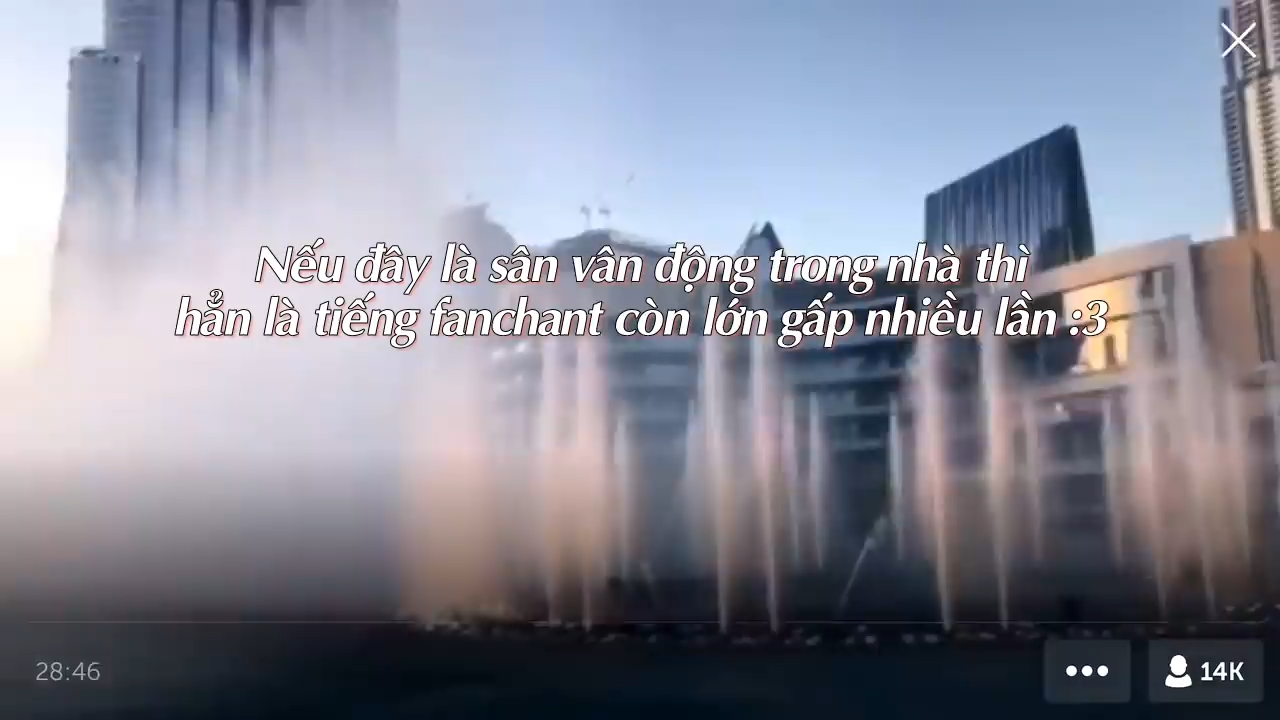 Nếu đây là sân vân động trong nhà thì
hẳn là tiếng fanchant còn lớn gấp nhiều lần :3
28:46
14K